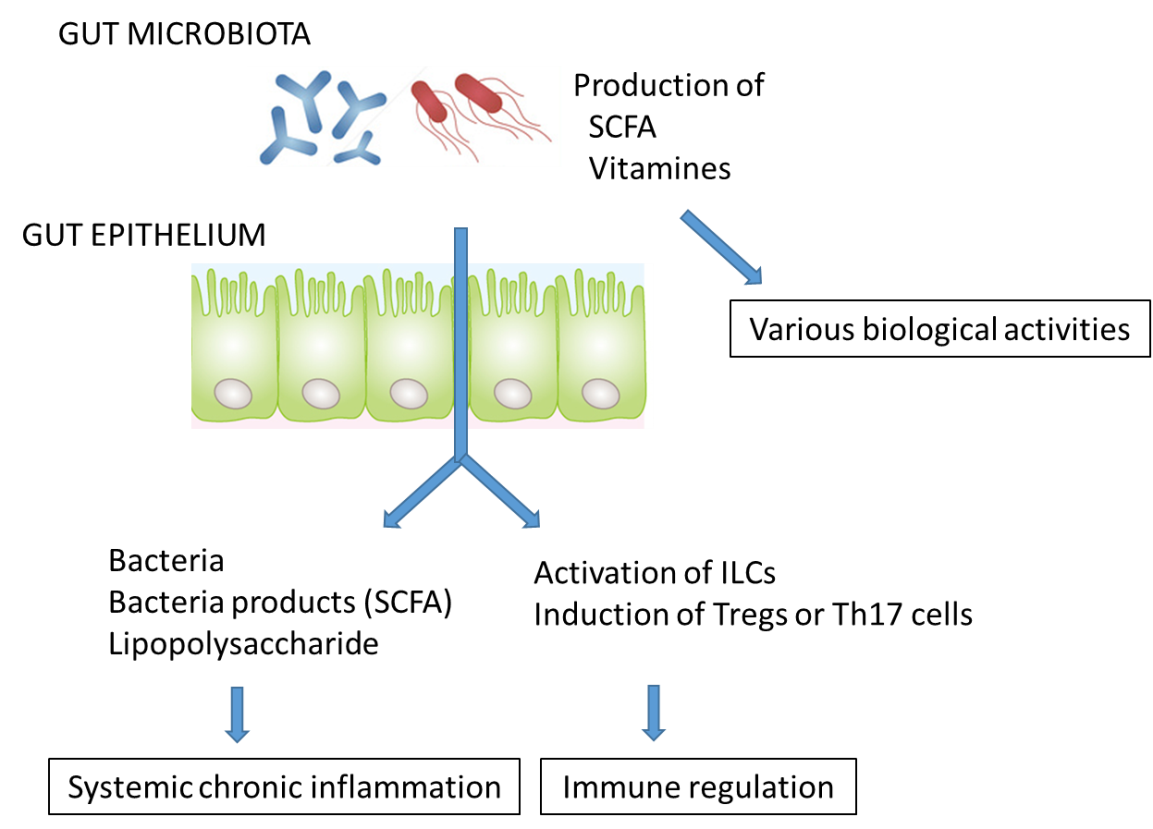 GUT MICROBIOTA
Production of
SCFA
Vitamines
GUT EPITHELIUM
Various biological activities
Bacteria
Bacteria products (SCFA)
Lipopolysaccharide
Activation of ILCs
Induction of Tregs or Th17 cells
Systemic chronic inflammation
Immune regulation